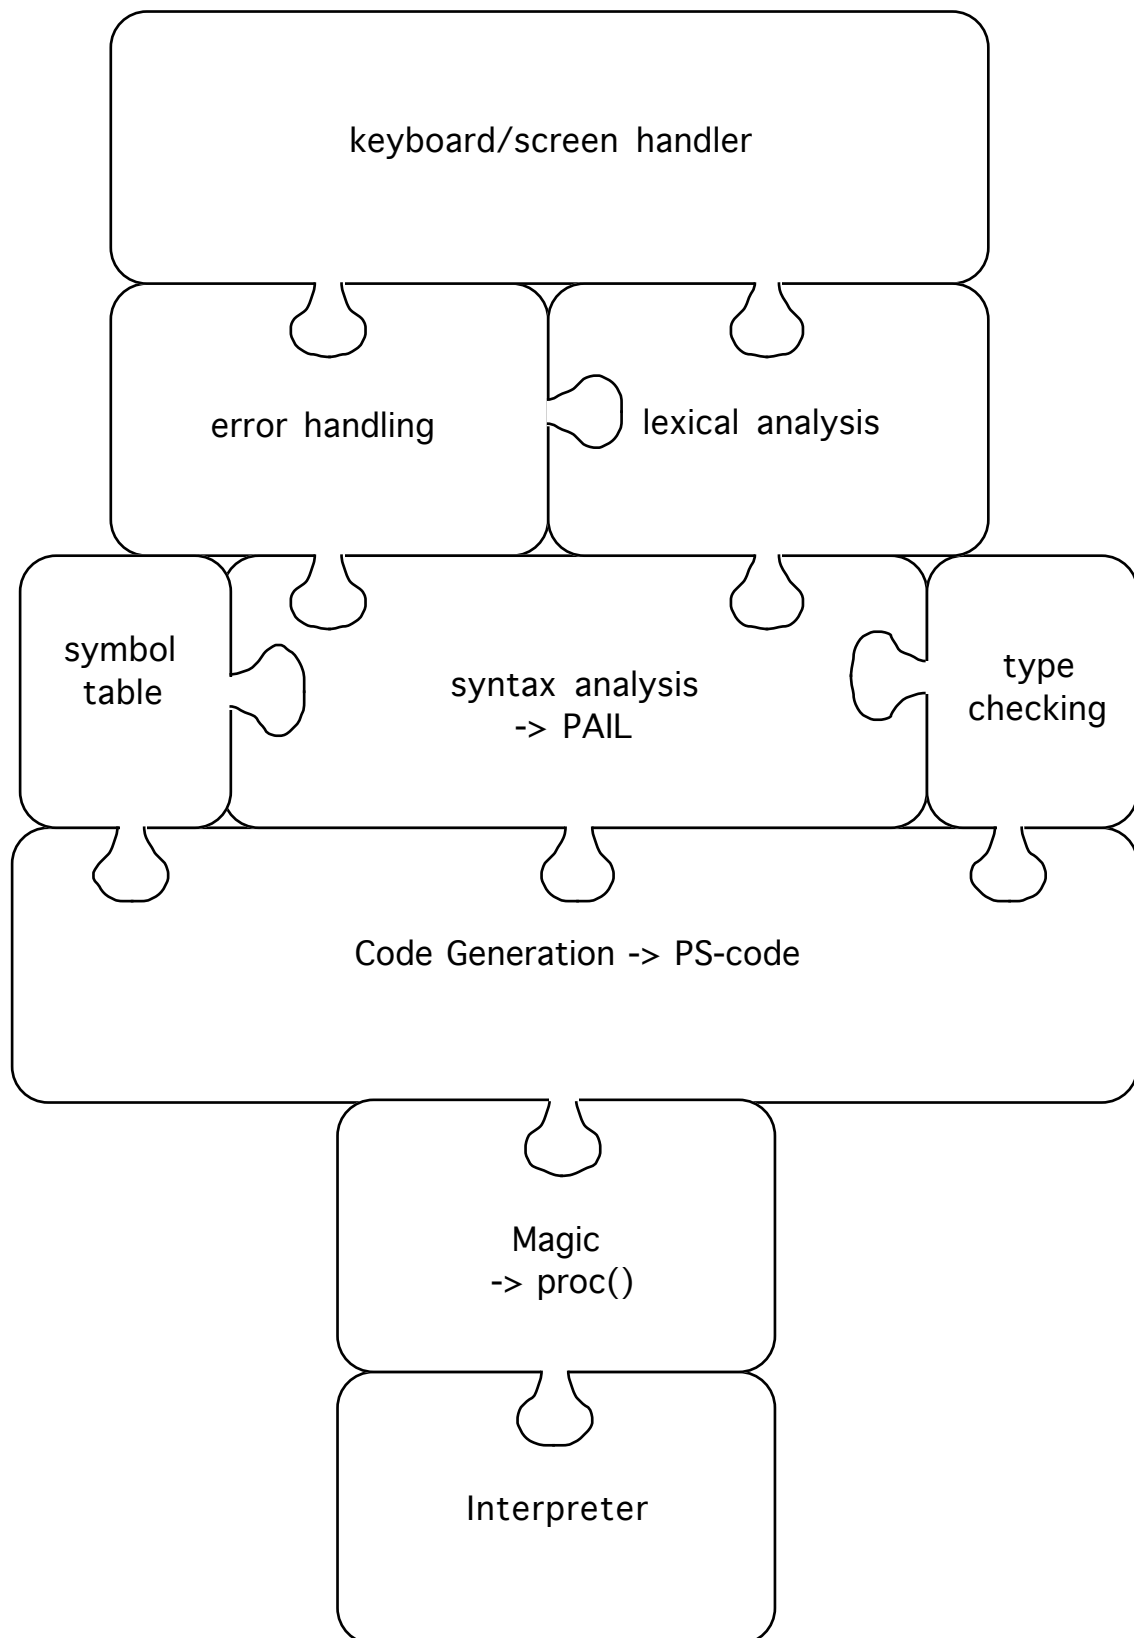 keyboard/screen handler
error handling
lexical analysis
symbol
table
syntax analysis
-> PAIL
type
checking
Code Generation -> PS-code
Magic
-> proc()
Interpreter